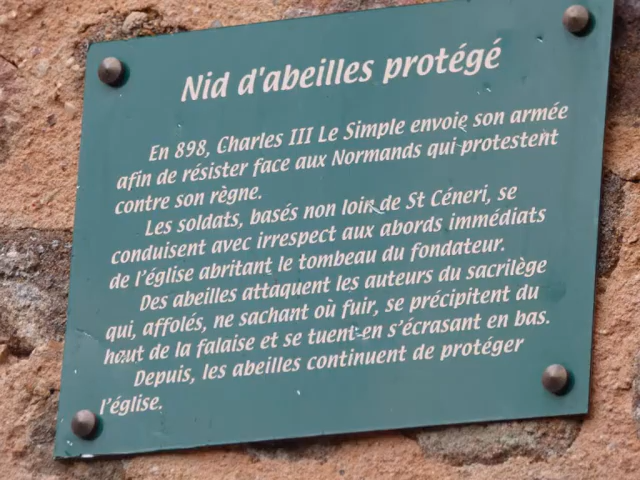 Nid d'abeilles protégé
En 898, Charles III Le Simple envoie son armée
afin de résister face aux Normands qui protestent
contre son règne.
Les soldats, basés non loin de St Céneri, se
conduisent avec irrespect aux abords immédiats
de l'église abritant le tombeau du fondateur.
Des abeilles attaquent les auteurs du sacrilège
qui, affolés, ne sachant où fuir, se précipitent du
haut de la falaise et se tuent en s'écrasant en bas.
Depuis, les abeilles continuent de protéger
l'église.